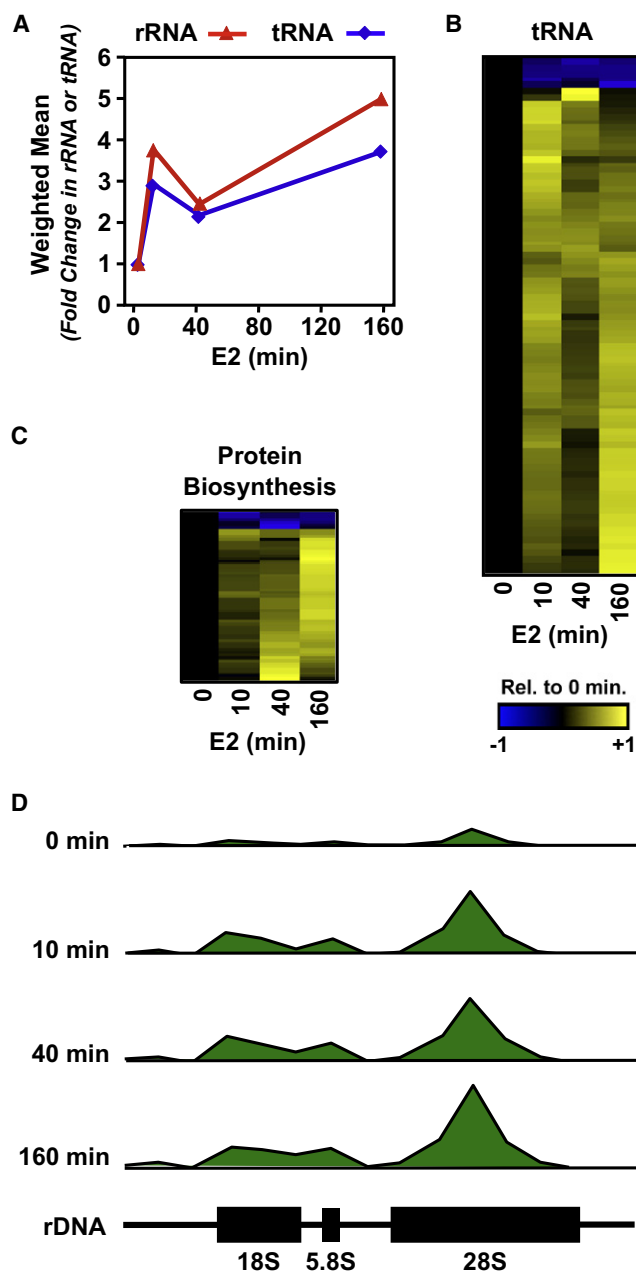 A
rRNA tRNA
Weighted Mean
(Fold Change in rRNA or tRNA)
6
5
4
3
2
1
0
0 40 80 120 160
E2 (min)
B
tRNA
0 10 40 160
E2 (min)
Rel. to 0 min.
-1 +1
C
Protein
Biosynthesis
0 10 40 160
E2 (min)
D
0 min
10 min
40 min
160 min
rDNA
18S 5.8S 28S